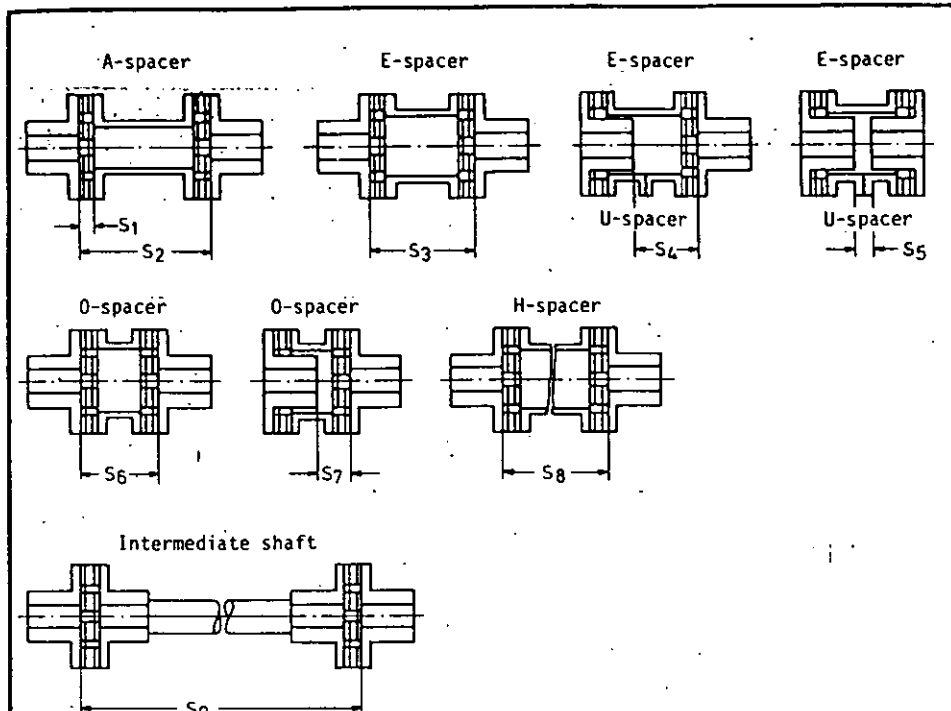 A-spacer E-spacer E-spacer E-spacer
U-spacer U-spacer
S1 S2 S3 S4 S5
O-spacer O-spacer H-spacer
S6 S7 S8
Intermediate shaft